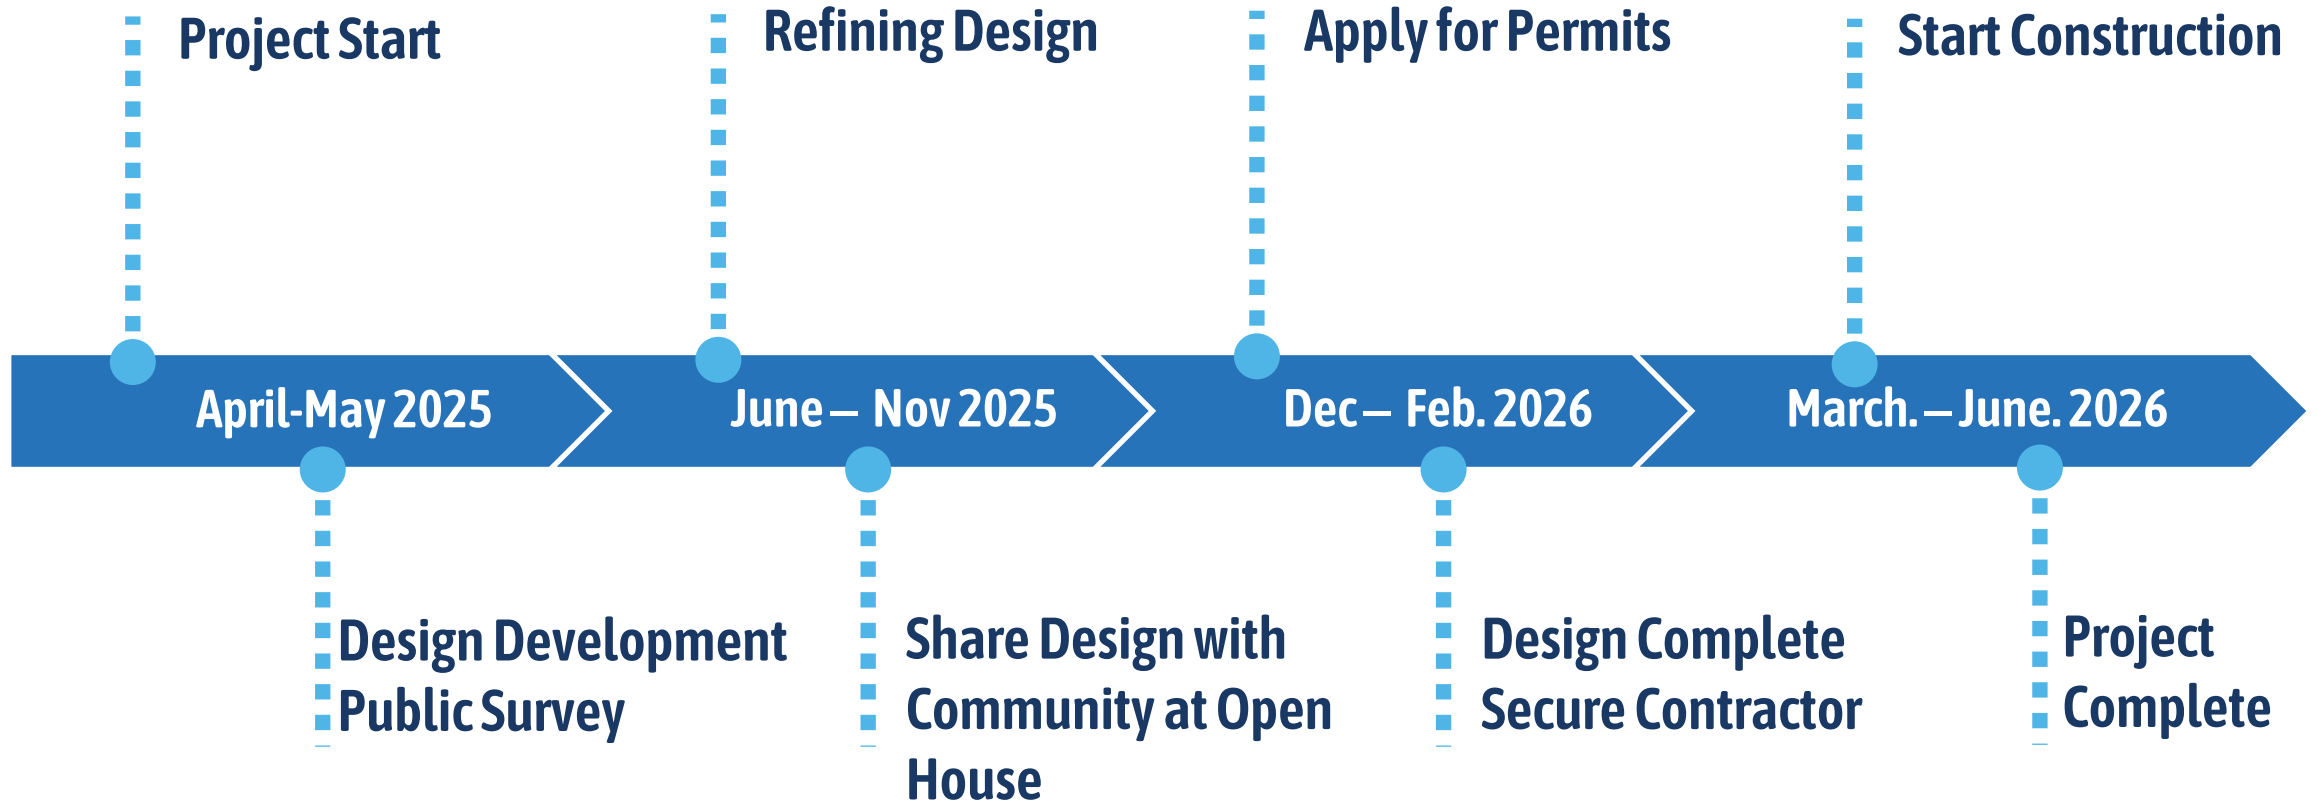 Project Start
Refining Design
Apply for Permits
Start Construction
April-May 2025
June— Nov 2025
Dec— Feb. 2026
March.—June. 2026
Design Development
Public Survey
Share Design with
Community at Open
House
Design Complete
Secure Contractor
Project
Complete